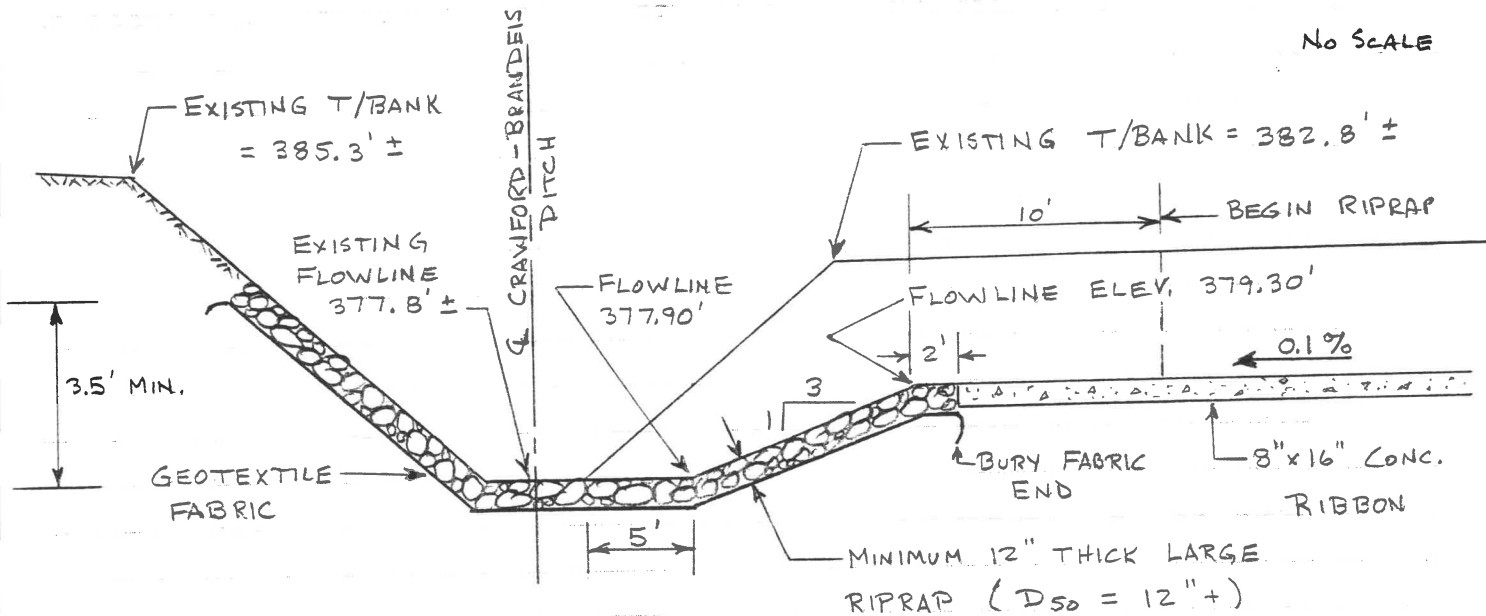 No SCALE
EXISTING T/BANK
= 385.3' ±
℄ CRAWFORD-BRANDEIS
DITCH
EXISTING T/BANK = 382.8' ±
10'
BEGIN RIPRAP
EXISTING
FLOWLINE
377.8' ±
FLOWLINE
377.90'
FLOWLINE ELEV. 379.30'
2'
0.1%
3.5' MIN.
3
1
GEOTEXTILE
FABRIC
BURY FABRIC
END
8"x16" CONC.
RIBBON
5'
MINIMUM 12" THICK LARGE
RIPRAP (D50 = 12"+)